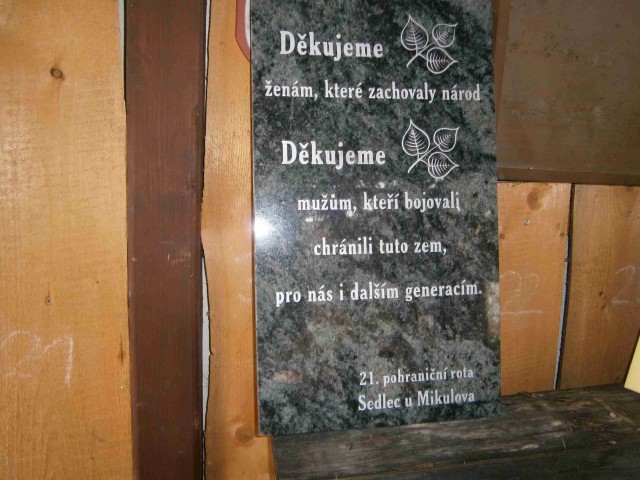 Děkujeme
ženám, které zachovaly národ
Děkujeme
mužům, kteří bojovali
chránili tuto zem,
pro nás i dalším generacím.
21. pohraniční rota
Sedlec u Mikulova